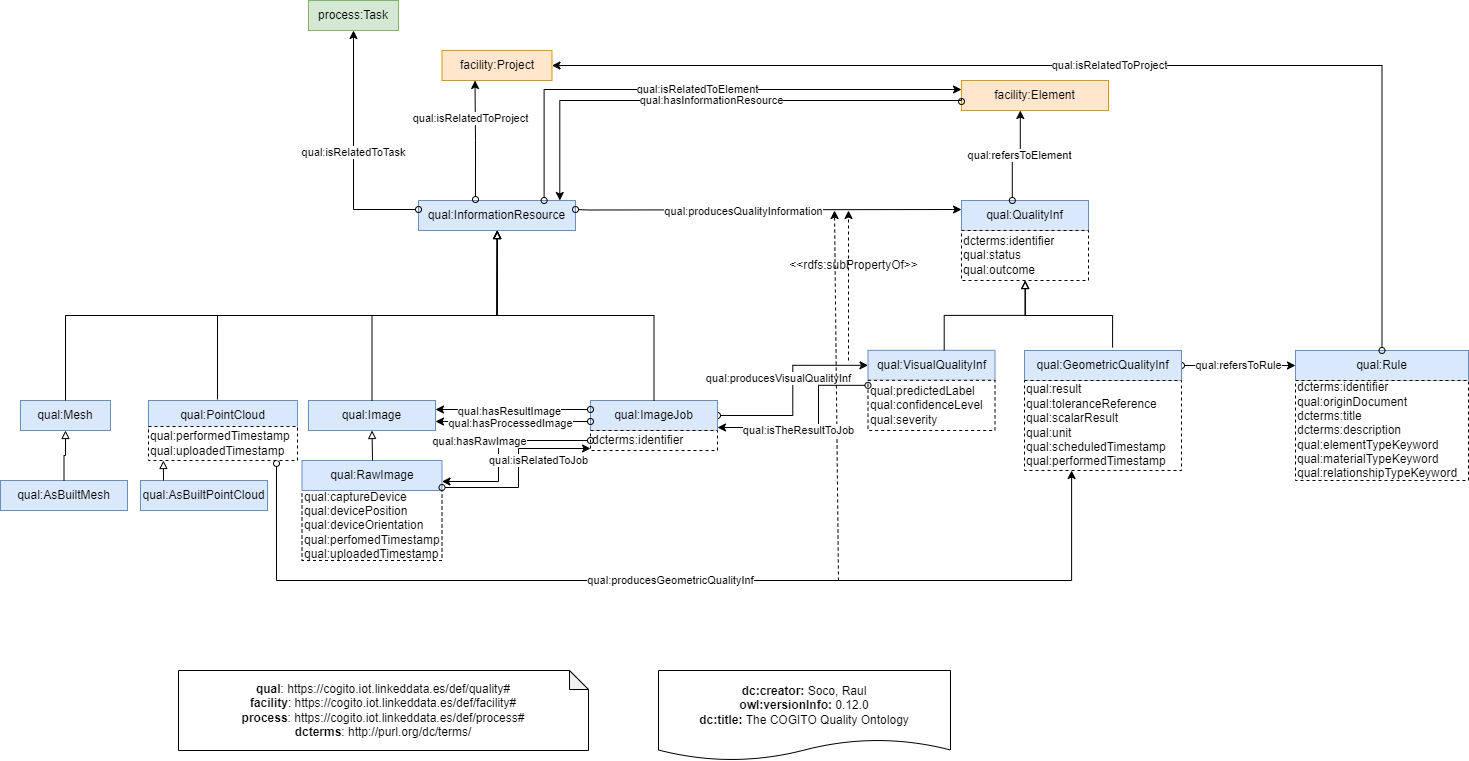 process:Task
facility:Project
qual:isRelatedToProject
qual:isRelatedToElement
qual:hasInformationResource
facility:Element
qual:isRelatedToProject
qual:isRelatedToTask
qual:refersToElement
qual:InformationResource
qual:producesQualityInformation
qual:QualityInf
dcterms:identifier
qual:status
qual:outcome
<<rdfs:subPropertyOf>>
qual:VisualQualityInf
qual:predictedLabel
qual:confidenceLevel
qual:severity
qual:GeometricQualityInf
qual:result
qual:toleranceReference
qual:scalarResult
qual:unit
qual:scheduledTimestamp
qual:performedTimestamp
qual:refersToRule
qual:Rule
dcterms:identifier
qual:originDocument
dcterms:title
dcterms:description
qual:elementTypeKeyword
qual:materialTypeKeyword
qual:relationshipTypeKeyword
qual:producesVisualQualityInf
qual:isTheResultToJob
qual:Mesh
qual:PointCloud
qual:performedTimestamp
qual:uploadedTimestamp
qual:Image
qual:hasResultImage
qual:hasProcessedImage
qual:hasRawImage
qual:isRelatedToJob
qual:ImageJob
dcterms:identifier
qual:AsBuiltMesh
qual:AsBuiltPointCloud
qual:RawImage
qual:captureDevice
qual:devicePosition
qual:deviceOrientation
qual:perfomedTimestamp
qual:uploadedTimestamp
qual:producesGeometricQualityInf
qual: https://cogito.iot.linkeddata.es/def/quality#
facility: https://cogito.iot.linkeddata.es/def/facility#
process: https://cogito.iot.linkeddata.es/def/process#
dcterms: http://purl.org/dc/terms/
dc:creator: Soco, Raul
owl:versionInfo: 0.12.0
dc:title: The COGITO Quality Ontology